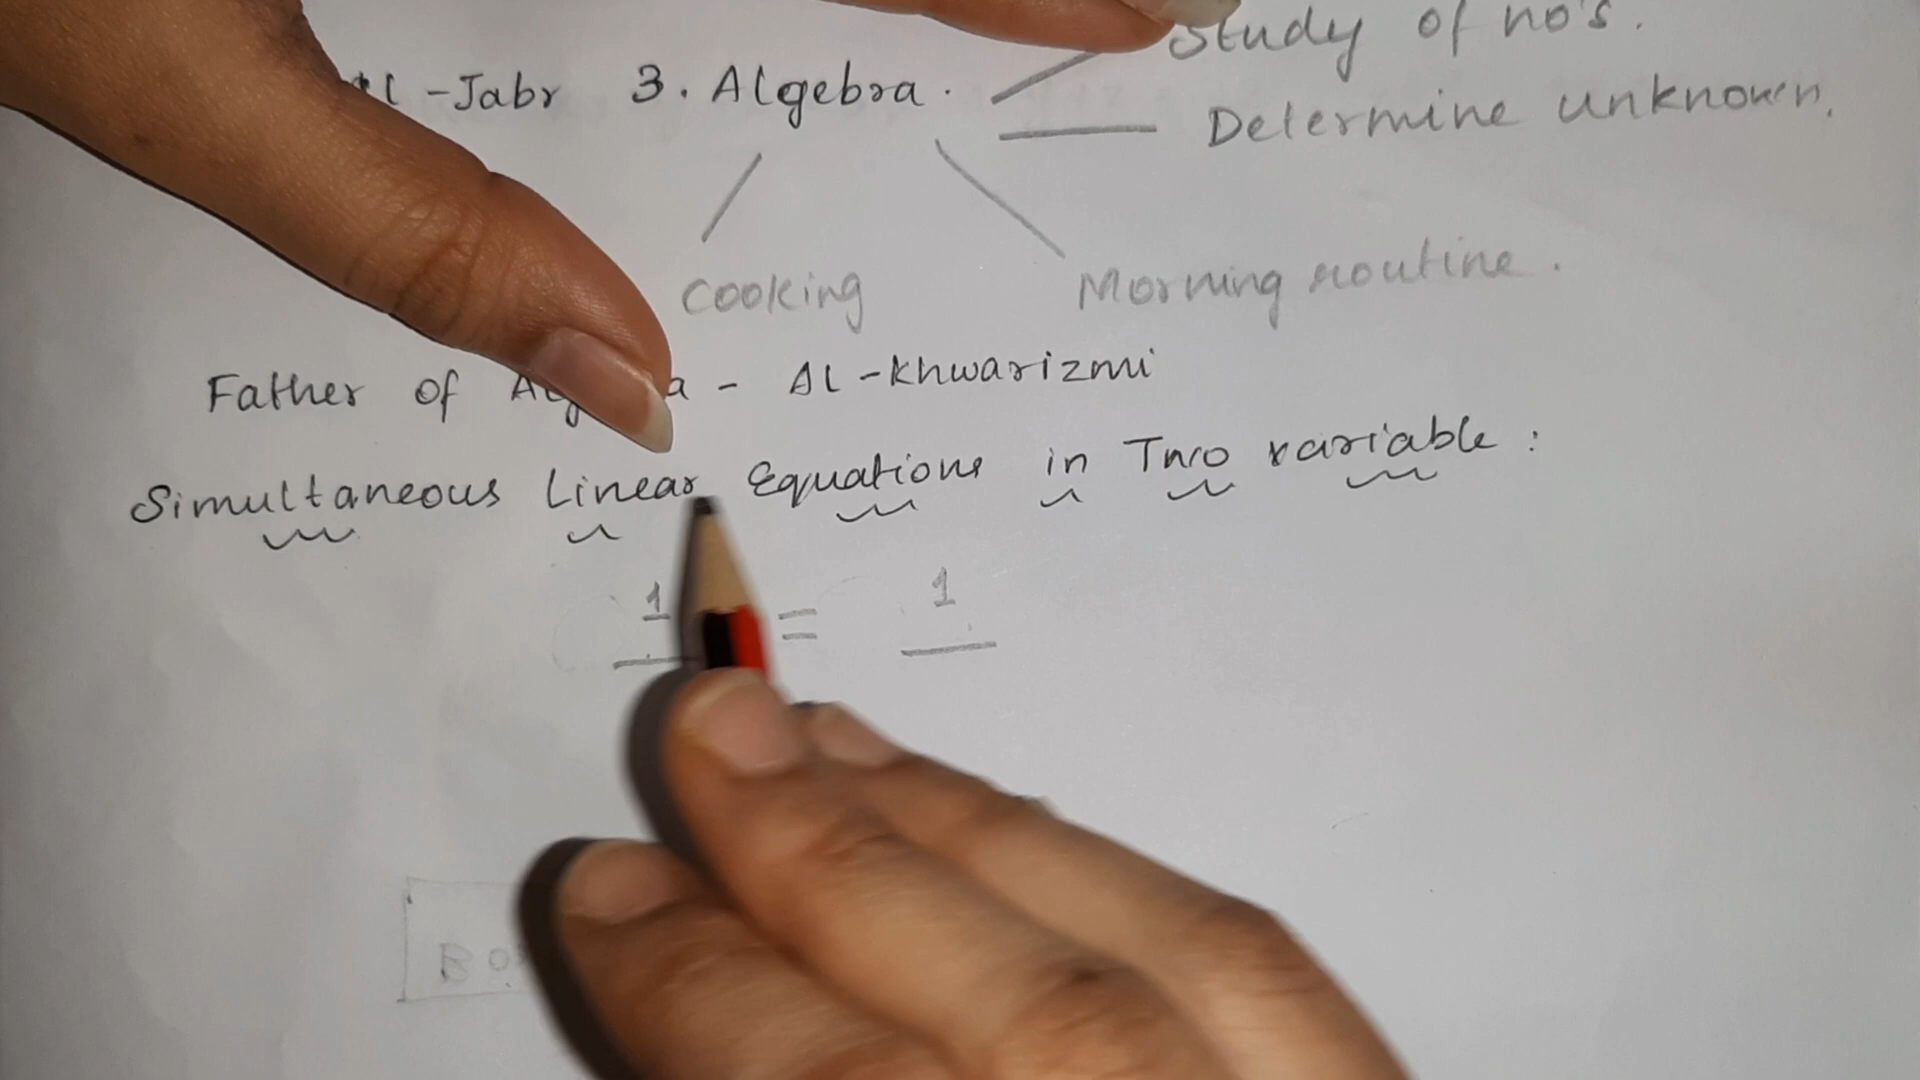 -Jabr 3. Algebra.
Study of no's.
Determine unknown.
Cooking
Morning routine.
Father of - Al-Khwarizmi
Simultaneous Linear Equations in Two variable :
1 = 1